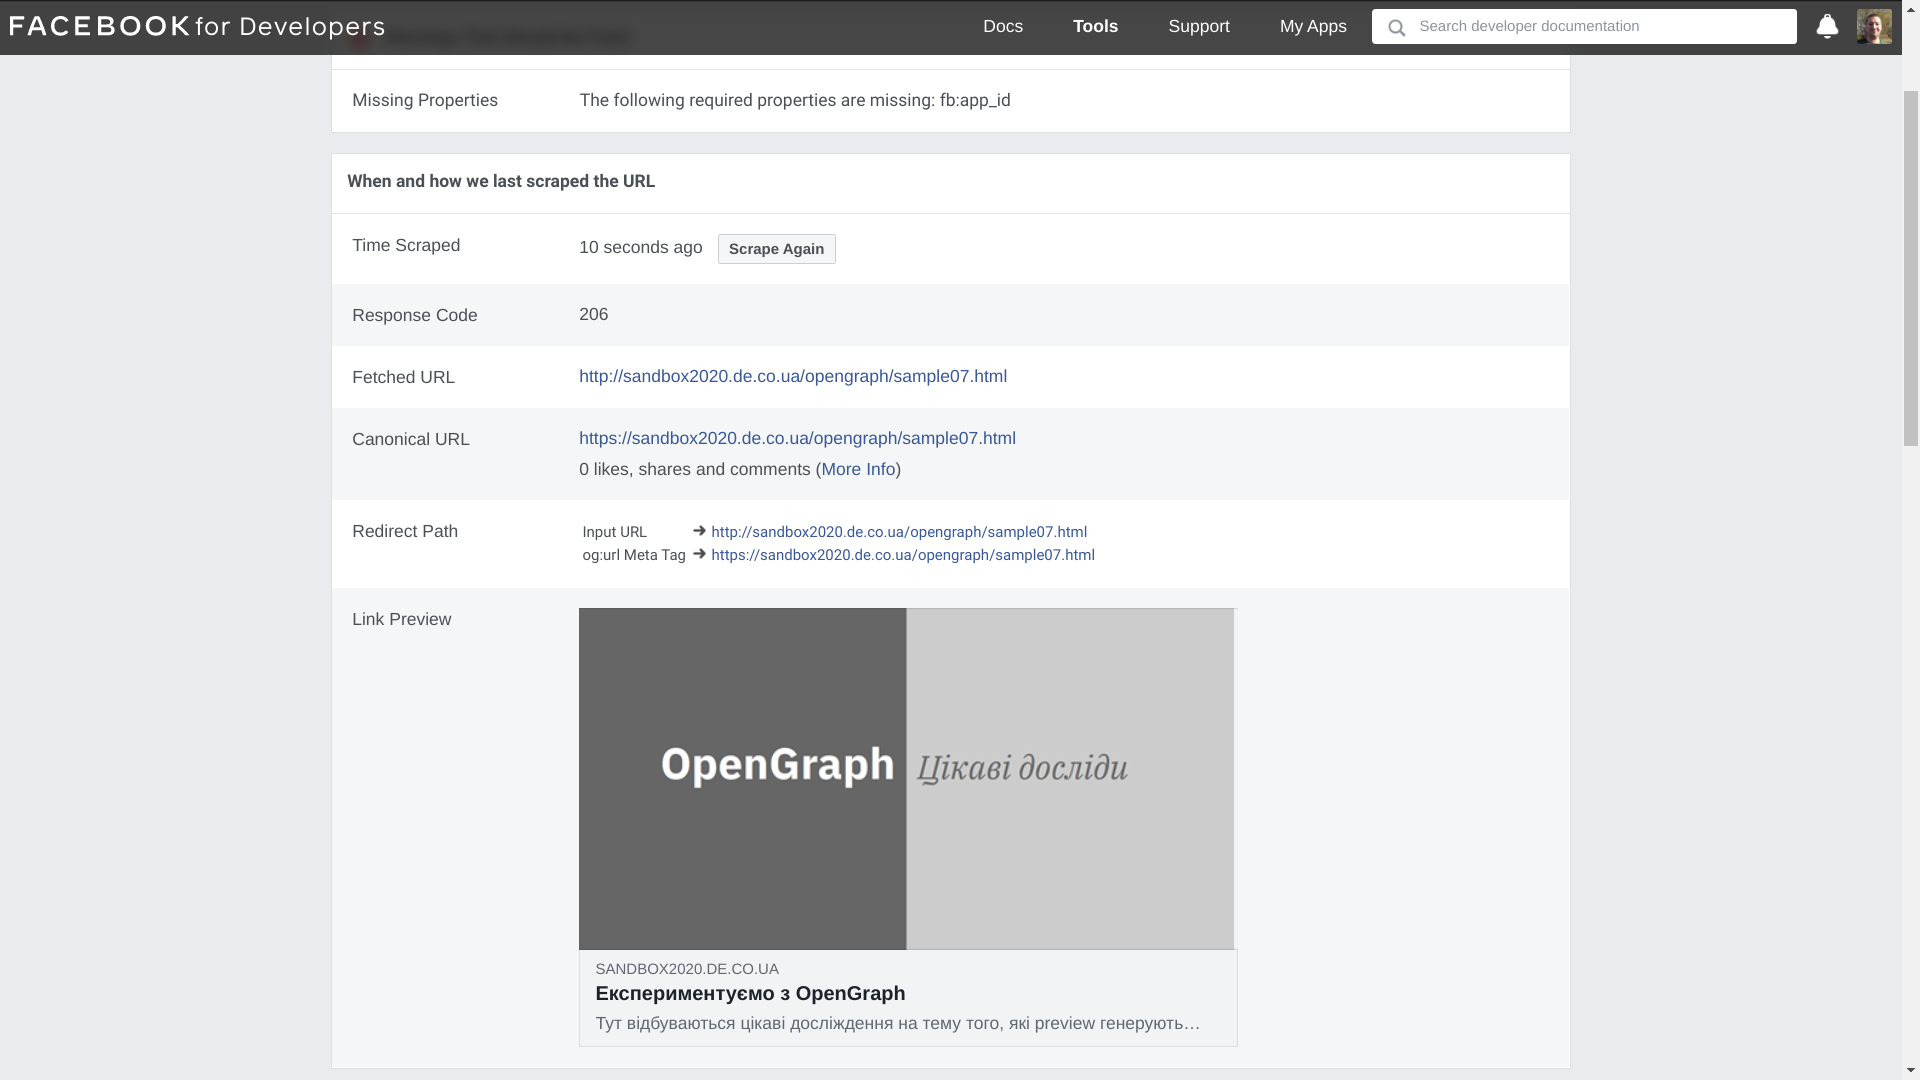 FACEBOOK for Developers
Docs
Tools
Support
My Apps
Search developer documentation
Missing Properties
The following required properties are missing: fb:app_id
When and how we last scraped the URL
Time Scraped
10 seconds ago
Scrape Again
Response Code
206
Fetched URL
http://sandbox2020.de.co.ua/opengraph/sample07.html
Canonical URL
https://sandbox2020.de.co.ua/opengraph/sample07.html
0 likes, shares and comments (More Info)
Redirect Path
Input URL → http://sandbox2020.de.co.ua/opengraph/sample07.html
og:url Meta Tag → https://sandbox2020.de.co.ua/opengraph/sample07.html
Link Preview
OpenGraph
Цікаві досліди
SANDBOX2020.DE.CO.UA
Експериментуємо з OpenGraph
Тут відбуваються цікаві досліждення на тему того, які preview генерують…